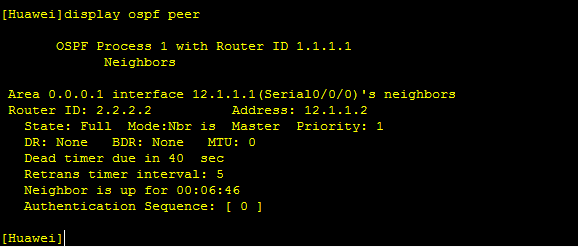 [Huawei]display ospf peer
OSPF Process 1 with Router ID 1.1.1.1
Neighbors
Area 0.0.0.1 interface 12.1.1.1(Serial0/0/0)'s neighbors
Router ID: 2.2.2.2 Address: 12.1.1.2
State: Full Mode:Nbr is Master Priority: 1
DR: None BDR: None MTU: 0
Dead timer due in 40 sec
Retrans timer interval: 5
Neighbor is up for 00:06:46
Authentication Sequence: [ 0 ]
[Huawei]